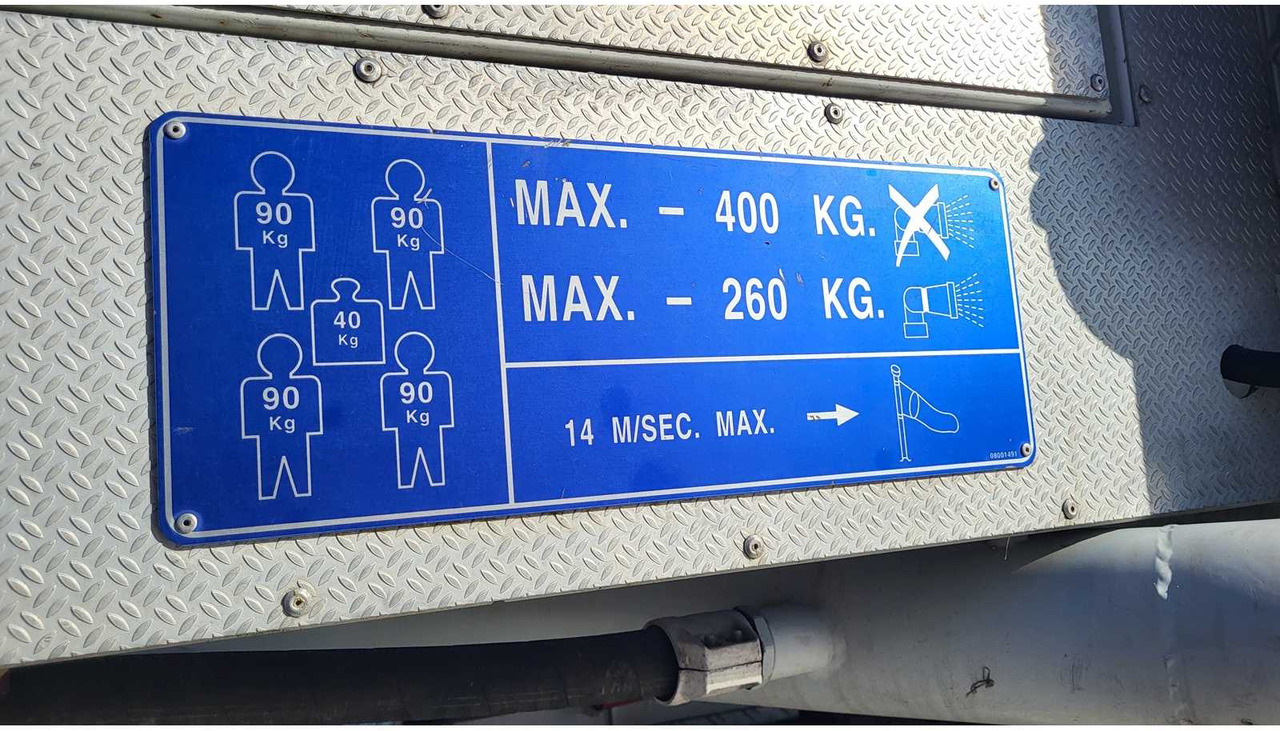 90
Kg
90
Kg
40
Kg
90
Kg
90
Kg
MAX. - 400 KG.
MAX. - 260 KG.
14 M/SEC. MAX.
08001491